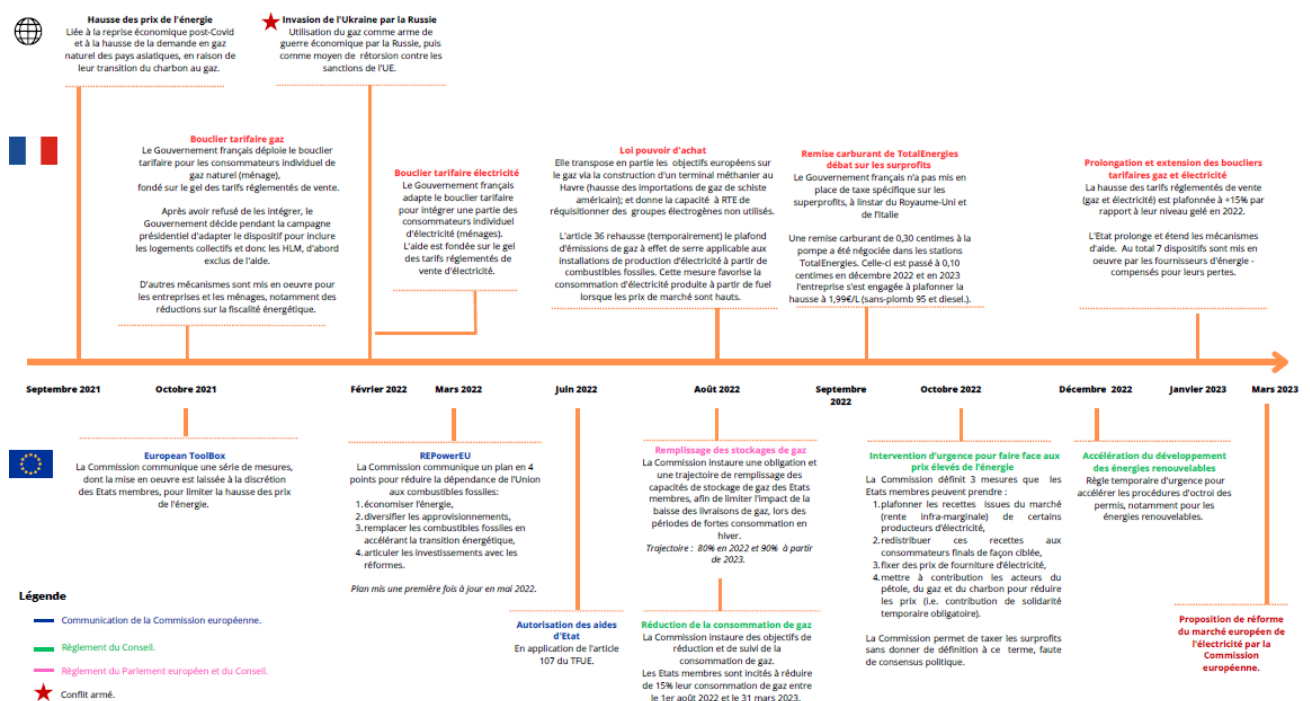 Hausse des prix de l'énergie
Liée à la reprise économique post-Covid
et à la hausse de la demande en gaz
naturel des pays asiatiques, en raison de
leur transition du charbon au gaz.
Invasion de l'Ukraine par la Russie
Utilisation du gaz comme arme de
guerre économique par la Russie, puis
comme moyen de rétorsion contre les
sanctions de l'UE.
Bouclier tarifaire gaz
Le Gouvernement français déploie le bouclier
tarifaire pour les consommateurs individuel de
gaz naturel (ménage),
fondé sur le gel des tarifs réglementés de vente.
Après avoir refusé de les intégrer, le
Gouvernement décide pendant la campagne
présidentiel d'adapter le dispositif pour inclure
les logements collectifs et donc les HLM, d'abord
exclus de l'aide.
D'autres mécanismes sont mis en oeuvre pour
les entreprises et les ménages, notamment des
réductions sur la fiscalité énergétique.
Bouclier tarifaire électricité
Le Gouvernement français
adapte le bouclier tarifaire
pour intégrer une partie des
consommateurs individuel
d'électricité (ménages).
L'aide est fondée sur le gel
des tarifs réglementés de
vente d'électricité.
Loi pouvoir d'achat
Elle transpose en partie les objectifs européens sur
le gaz via la construction d'un terminal méthanier au
Havre (hausse des importations de gaz de schiste
américain); et donne la capacité à RTE de
réquisitionner des groupes électrogènes non utilisés.
L'article 36 rehausse (temporairement) le plafond
d'émissions de gaz à effet de serre applicable aux
installations de production d'électricité à partir de
combustibles fossiles. Cette mesure favorise la
consommation d'électricité produite à partir de fuel
lorsque les prix de marché sont hauts.
Remise carburant de TotalEnergies
débat sur les surprofits
Le Gouvernement français n'a pas mis en
place de taxe spécifique sur les
superprofits, à linstar du Royaume-Uni et
de l'Italie
Une remise carburant de 0,30 centimes à la
pompe a été négociée dans les stations
TotalEnergies. Celle-ci est passé à 0,10
centimes en décembre 2022 et en 2023
l'entreprise s'est engagée à plafonner la
hausse à 1,99€/L (sans-plomb 95 et diesel.).
Prolongation et extension des boucliers
tarifaires gaz et électricité
La hausse des tarifs réglementés de vente
(gaz et électricité) est plafonnée à +15% par
rapport à leur niveau gelé en 2022.
L'Etat prolonge et étend les mécanismes
d'aide. Au total 7 dispositifs sont mis en
oeuvre par les fournisseurs d'énergie -
compensés pour leurs pertes.
Septembre 2021
Octobre 2021
Février 2022
Mars 2022
Juin 2022
Août 2022
Septembre
2022
Octobre 2022
Décembre 2022
Janvier 2023
Mars 2023
European ToolBox
La Commission communique une série de mesures,
dont la mise en oeuvre est laissée à la discrétion
des Etats membres, pour limiter la hausse des prix
de l'énergie.
REPowerEU
La Commission communique un plan en 4
points pour réduire la dépendance de l'Union
aux combustibles fossiles:
1. économiser l'énergie,
2. diversifier les approvisionnements,
3. remplacer les combustibles fossiles en
accélérant la transition énergétique,
4. articuler les investissements avec les
réformes.
Plan mis une première fois à jour en mai 2022.
Autorisation des aides
d'Etat
En application de l'article
107 du TFUE.
Remplissage des stockages de gaz
La Commission instaure une obligation et
une trajectoire de remplissage des
capacités de stockage de gaz des Etats
membres, afin de limiter l'impact de la
baisse des livraisons de gaz, lors des
périodes de fortes consommation en
hiver.
Trajectoire : 80% en 2022 et 90% à partir
de 2023.
Réduction de la consommation de gaz
La Commission instaure des objectifs de
réduction et de suivi de la
consommation de gaz.
Les Etats membres sont incités à réduire
de 15% leur consommation de gaz entre
le 1er août 2022 et le 31 mars 2023.
Intervention d'urgence pour faire face aux
prix élevés de l'énergie
La Commission définit 3 mesures que les
Etats membres peuvent prendre :
1. plafonner les recettes issues du marché
(rente infra-marginale) de certains
producteurs d'électricité,
2. redistribuer ces recettes aux
consommateurs finals de façon ciblée,
3. fixer des prix de fourniture d'électricité,
4. mettre à contribution les acteurs du
pétole, du gaz et du charbon pour réduire
les prix (i.e. contribution de solidarité
temporaire obligatoire).
La Commission permet de taxer les surprofits
sans donner de définition à ce terme, faute
de consensus politique.
Accélération du développement
des énergies renouvelables
Règle temporaire d'urgence pour
accélérer les procédures d'octroi des
permis, notamment pour les
énergies renouvelables.
Proposition de réforme
du marché européen de
l'électricité par la
Commission
européenne.
Légende
Communication de la Commission européenne.
Règlement du Conseil.
Règlement du Parlement européen et du Conseil.
Conflit armé.